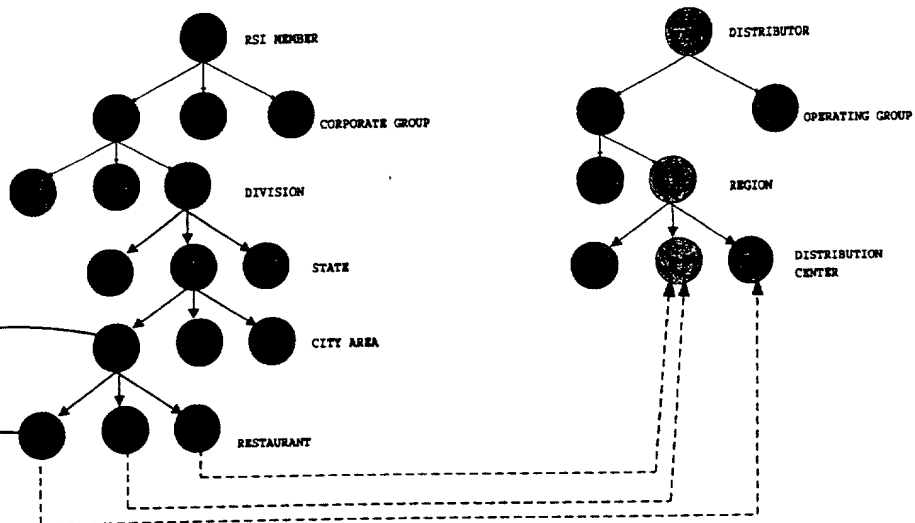 RSI MEMBER
CORPORATE GROUP
DIVISION
STATE
CITY AREA
RESTAURANT
DISTRIBUTOR
OPERATING GROUP
REGION
DISTRIBUTION
CENTER